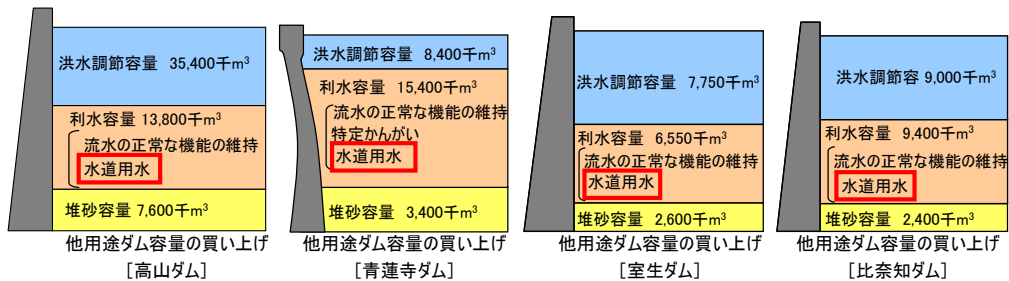 洪水調節容量 35,400千m³
利水容量 13,800千m³
流水の正常な機能の維持
水道用水
堆砂容量 7,600千m³
他用途ダム容量の買い上げ
［高山ダム］
洪水調節容量 8,400千m³
利水容量 15,400千m³
流水の正常な機能の維持
特定かんがい
水道用水
堆砂容量 3,400千m³
他用途ダム容量の買い上げ
［青蓮寺ダム］
洪水調節容量 7,750千m³
利水容量 6,550千m³
流水の正常な機能の維持
水道用水
堆砂容量 2,600千m³
他用途ダム容量の買い上げ
［室生ダム］
洪水調節容 9,000千m³
利水容量 9,400千m³
流水の正常な機能の維持
水道用水
堆砂容量 2,400千m³
他用途ダム容量の買い上げ
［比奈知ダム］